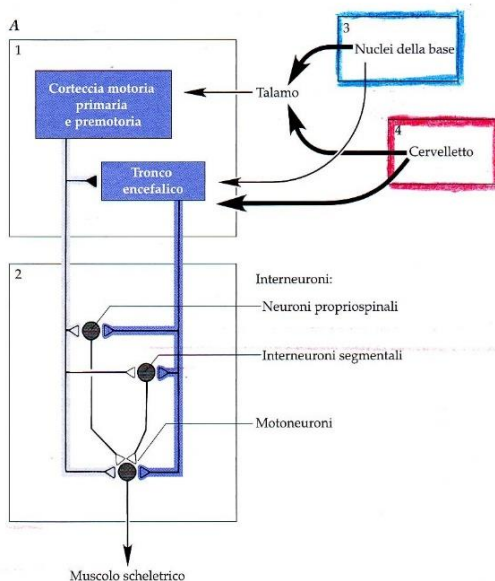 A
1
Corteccia motoria
primaria
e premotoria
Talamo
3
Nuclei della base
4
Cervelletto
Tronco
encefalico
2
Interneuroni:
Neuroni propriospinali
Interneuroni segmentali
Motoneuroni
Muscolo scheletrico